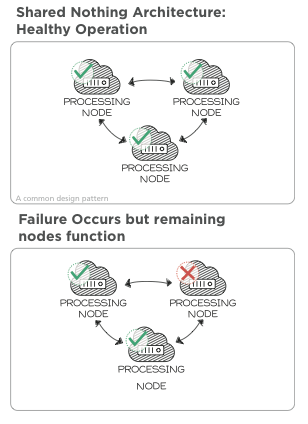 Shared Nothing Architecture:
Healthy Operation
PROCESSING
NODE
PROCESSING
NODE
PROCESSING
NODE
A common design pattern
Failure Occurs but remaining
nodes function
PROCESSING
NODE
PROCESSING
NODE
PROCESSING
NODE